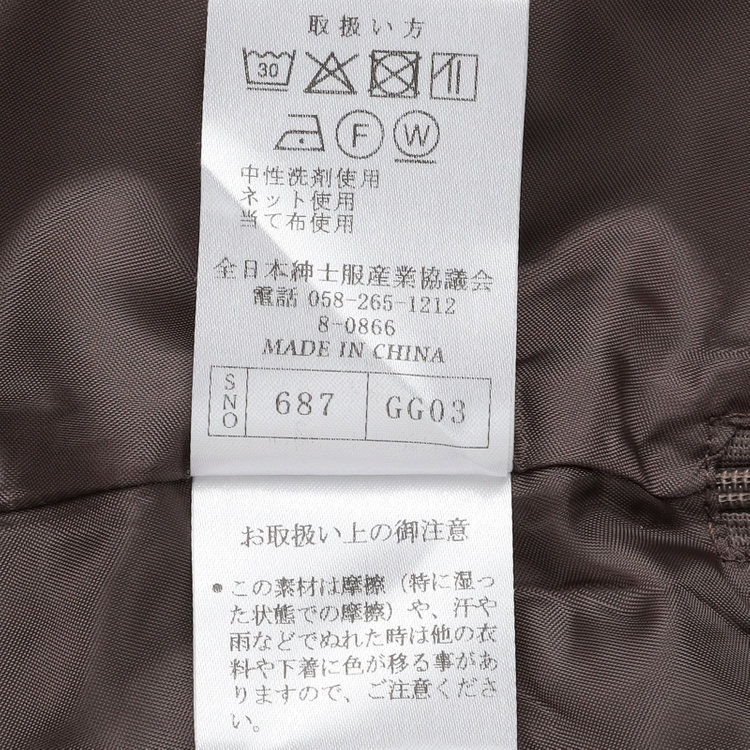 取扱い方
30
F W
中性洗剤使用
ネット使用
当て布使用
全日本紳士服産業協議会
電話 058-265-1212
8-0866
MADE IN CHINA
SNO 687 GG03
お取扱い上の御注意
●この素材は摩擦（特に湿っ
た状態での摩擦）や、汗や
雨などでぬれた時は他の衣
料や下着に色が移る事があ
りますので、ご注意くださ
い。